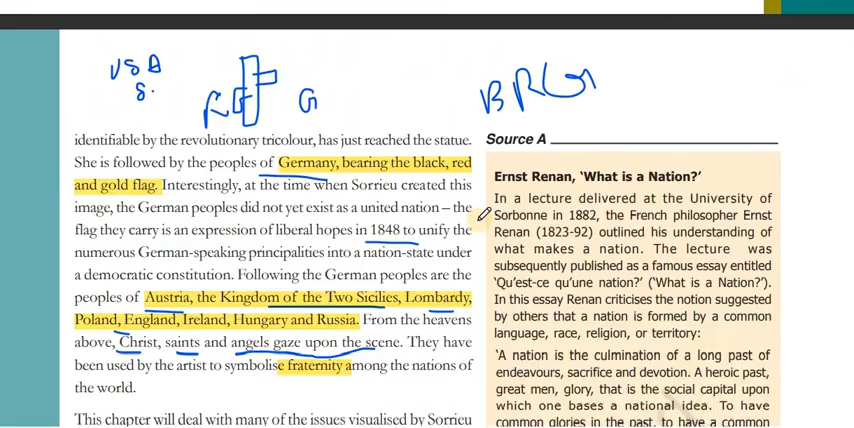 USA
S.
F G
BRG
identifiable by the revolutionary tricolour, has just reached the statue.
She is followed by the peoples of Germany, bearing the black, red
and gold flag. Interestingly, at the time when Sorrieu created this
image, the German peoples did not yet exist as a united nation – the
flag they carry is an expression of liberal hopes in 1848 to unify the
numerous German-speaking principalities into a nation-state under
a democratic constitution. Following the German peoples are the
peoples of Austria, the Kingdom of the Two Sicilies, Lombardy,
Poland, England, Ireland, Hungary and Russia. From the heavens
above, Christ, saints and angels gaze upon the scene. They have
been used by the artist to symbolise fraternity among the nations of
the world.
This chapter will deal with many of the issues visualised by Sorrieu
Source A
Ernst Renan, ‘What is a Nation?’
In a lecture delivered at the University of
Sorbonne in 1882, the French philosopher Ernst
Renan (1823-92) outlined his understanding of
what makes a nation. The lecture was
subsequently published as a famous essay entitled
‘Qu’est-ce qu’une nation?’ (‘What is a Nation?’).
In this essay Renan criticises the notion suggested
by others that a nation is formed by a common
language, race, religion, or territory:
‘A nation is the culmination of a long past of
endeavours, sacrifice and devotion. A heroic past,
great men, glory, that is the social capital upon
which one bases a national idea. To have
common glories in the past, to have a common